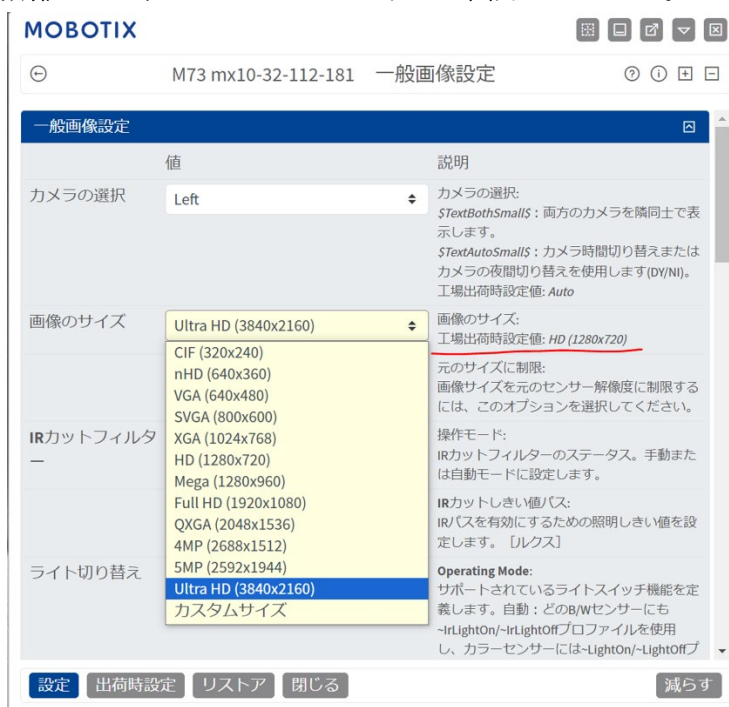 MOBOTIX
M73 mx10-32-112-181 一般画像設定
一般画像設定
値
説明
カメラの選択
Left
カメラの選択:
$TextBothSmall$：両方のカメラを隣同士で表
示します。
$TextAutoSmall$：カメラ時間切り替えまたは
カメラの夜間切り替えを使用します(DY/NI)。
工場出荷時設定値: Auto
画像のサイズ
Ultra HD (3840x2160)
画像のサイズ:
工場出荷時設定値: HD (1280x720)
CIF (320x240)
nHD (640x360)
VGA (640x480)
SVGA (800x600)
XGA (1024x768)
HD (1280x720)
Mega (1280x960)
Full HD (1920x1080)
QXGA (2048x1536)
4MP (2688x1512)
5MP (2592x1944)
Ultra HD (3840x2160)
カスタムサイズ
元のサイズに制限:
画像サイズを元のセンサー解像度に制限する
には、このオプションを選択してください。
IRカットフィルタ
ー
操作モード:
IRカットフィルターのステータス。手動また
は自動モードに設定します。
IRカットしきい値パス:
IRパスを有効にするための照明しきい値を設
定します。［ルクス］
ライト切り替え
Operating Mode:
サポートされているライトスイッチ機能を定
義します。自動：どのB/Wセンサーにも
~IrLightOn/~IrLightOffプロファイルを使用
し、カラーセンサーには~LightOn/~LightOffプ
設定
出荷時設定
リストア
閉じる
減らす